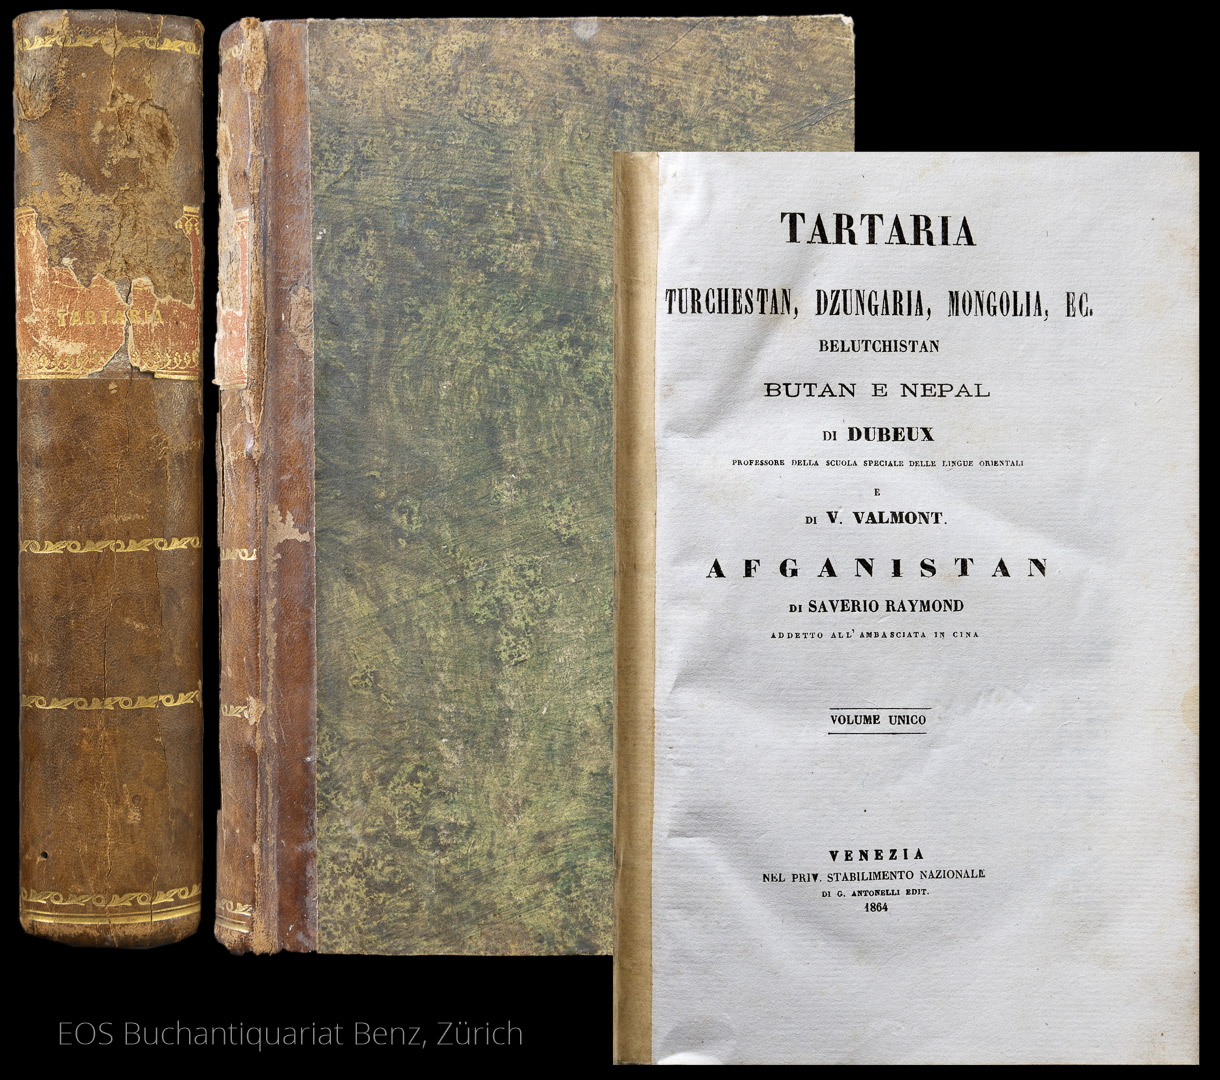 TARTARIA
TARTARIA
TURCHESTAN, DZUNGARIA, MONGOLIA, EC.
BELUTCHISTAN
BUTAN E NEPAL
DI DUBEUX
PROFESSORE DELLA SCUOLA SPECIALE DELLE LINGUE ORIENTALI
E
DI V. VALMONT.
AFGANISTAN
DI SAVERIO RAYMOND
ADDETTO ALL' AMBASCIATA IN CINA
VOLUME UNICO
VENEZIA
NEL PRIV. STABILIMENTO NAZIONALE
DI G. ANTONELLI EDIT.
1864
EOS Buchantiquariat Benz, Zürich